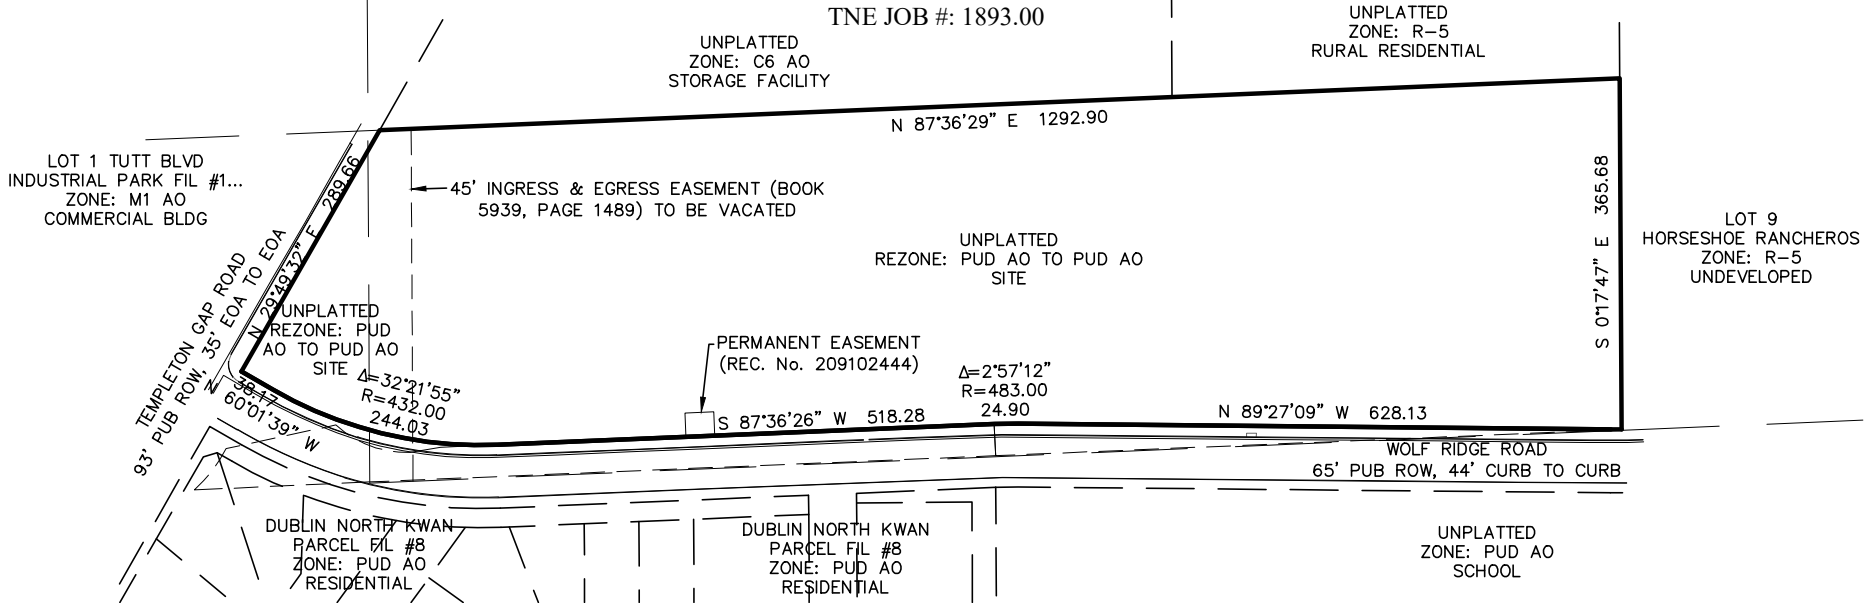 TNE JOB #: 1893.00
UNPLATTED
ZONE: C6 AO
STORAGE FACILITY
UNPLATTED
ZONE: R-5
RURAL RESIDENTIAL
N 87°36'29" E 1292.90
LOT 1 TUTT BLVD
INDUSTRIAL PARK FIL #1...
ZONE: M1 AO
COMMERCIAL BLDG
N 29°49'32" E 289.66
45' INGRESS & EGRESS EASEMENT (BOOK
5939, PAGE 1489) TO BE VACATED
S 0°17'47" E 365.68
LOT 9
HORSESHOE RANCHEROS
ZONE: R-5
UNDEVELOPED
UNPLATTED
REZONE: PUD AO TO PUD AO
SITE
TEMPLETON GAP ROAD
93' PUB ROW, 35' EOA TO EOA
UNPLATTED
REZONE: PUD
AO TO PUD AO
SITE
PERMANENT EASEMENT
(REC. No. 209102444)
Δ=32°21'55"
R=432.00
244.03
38.17
N 60°01'39" W
Δ=2°57'12"
R=483.00
24.90
S 87°36'26" W 518.28
N 89°27'09" W 628.13
WOLF RIDGE ROAD
65' PUB ROW, 44' CURB TO CURB
DUBLIN NORTH KWAN
PARCEL FIL #8
ZONE: PUD AO
RESIDENTIAL
DUBLIN NORTH KWAN
PARCEL FIL #8
ZONE: PUD AO
RESIDENTIAL
UNPLATTED
ZONE: PUD AO
SCHOOL